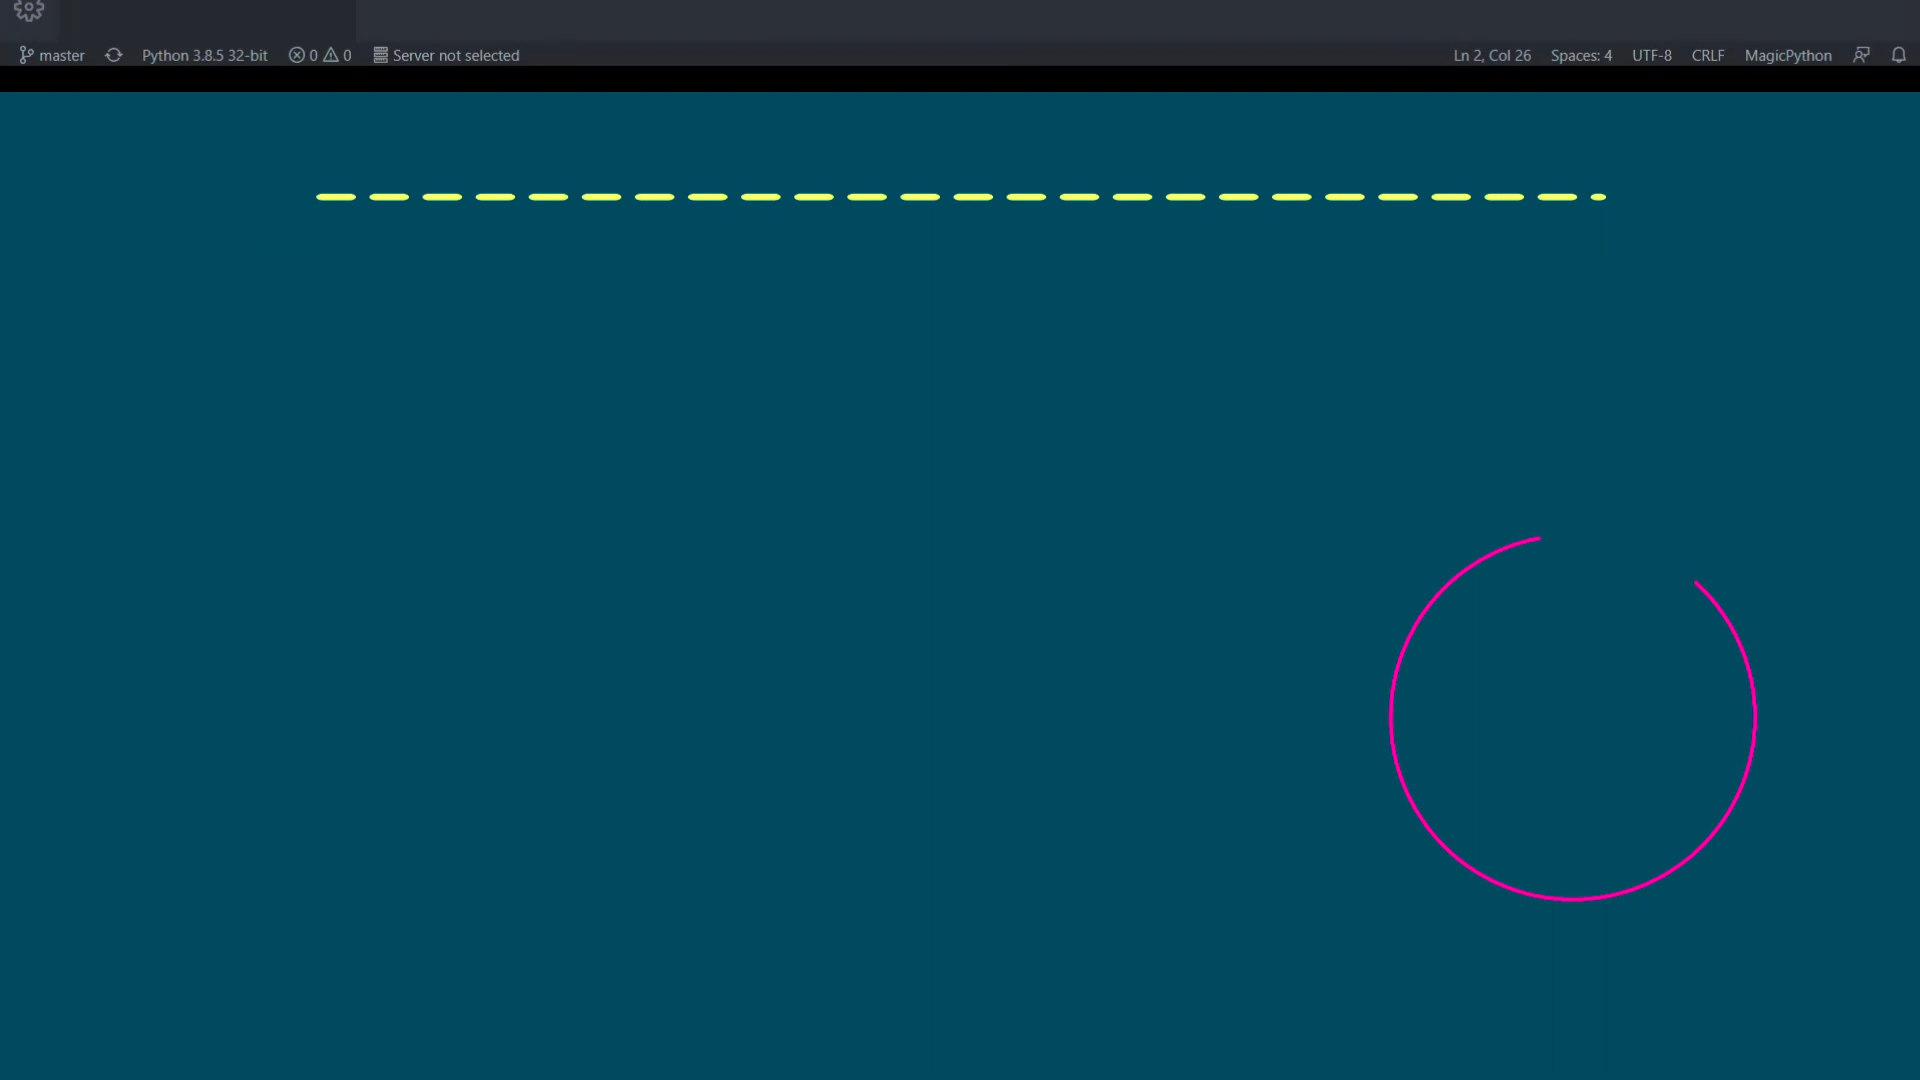 master Python 3.8.5 32-bit 0 0 Server not selected Ln 2, Col 26 Spaces: 4 UTF-8 CRLF MagicPython